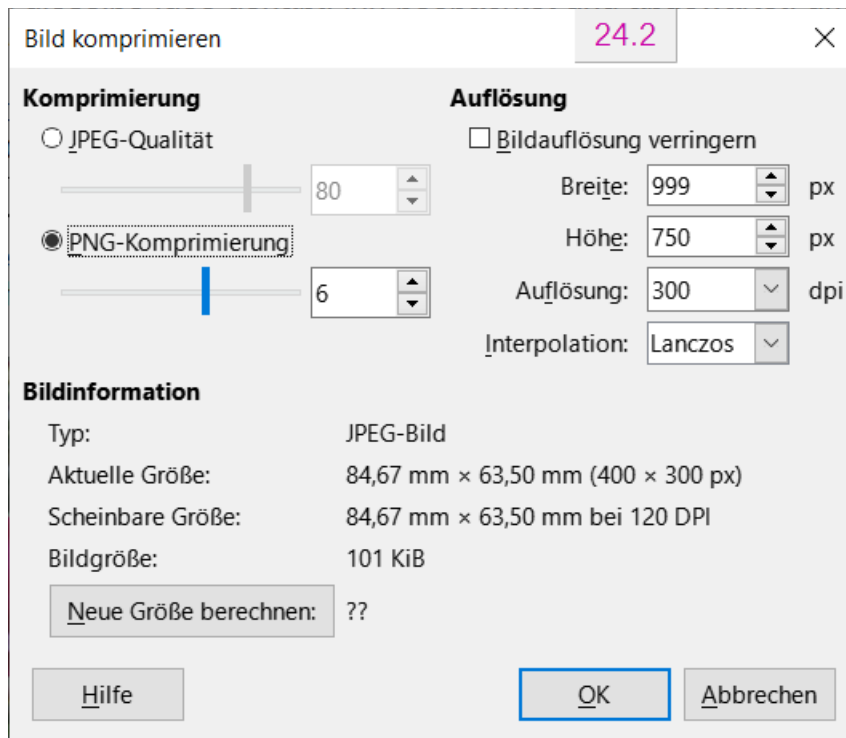 Bild komprimieren 24.2
Komprimierung
JPEG-Qualität
80
PNG-Komprimierung
6
Auflösung
Bildauflösung verringern
Breite: 999 px
Höhe: 750 px
Auflösung: 300 dpi
Interpolation: Lanczos
Bildinformation
Typ: JPEG-Bild
Aktuelle Größe: 84,67 mm × 63,50 mm (400 × 300 px)
Scheinbare Größe: 84,67 mm × 63,50 mm bei 120 DPI
Bildgröße: 101 KiB
Neue Größe berechnen: ??
Hilfe OK Abbrechen